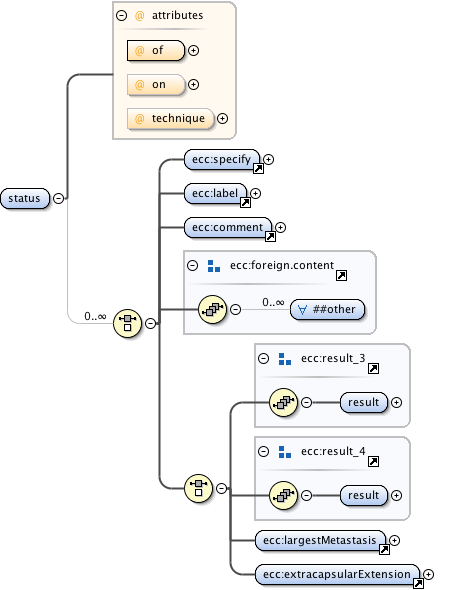 @ attributes
@ of
@ on
@ technique
status
ecc:specify
ecc:label
ecc:comment
ecc:foreign.content
0..∞
∀ ##other
0..∞
ecc:result_3
result
ecc:result_4
result
ecc:largestMetastasis
ecc:extracapsularExtension